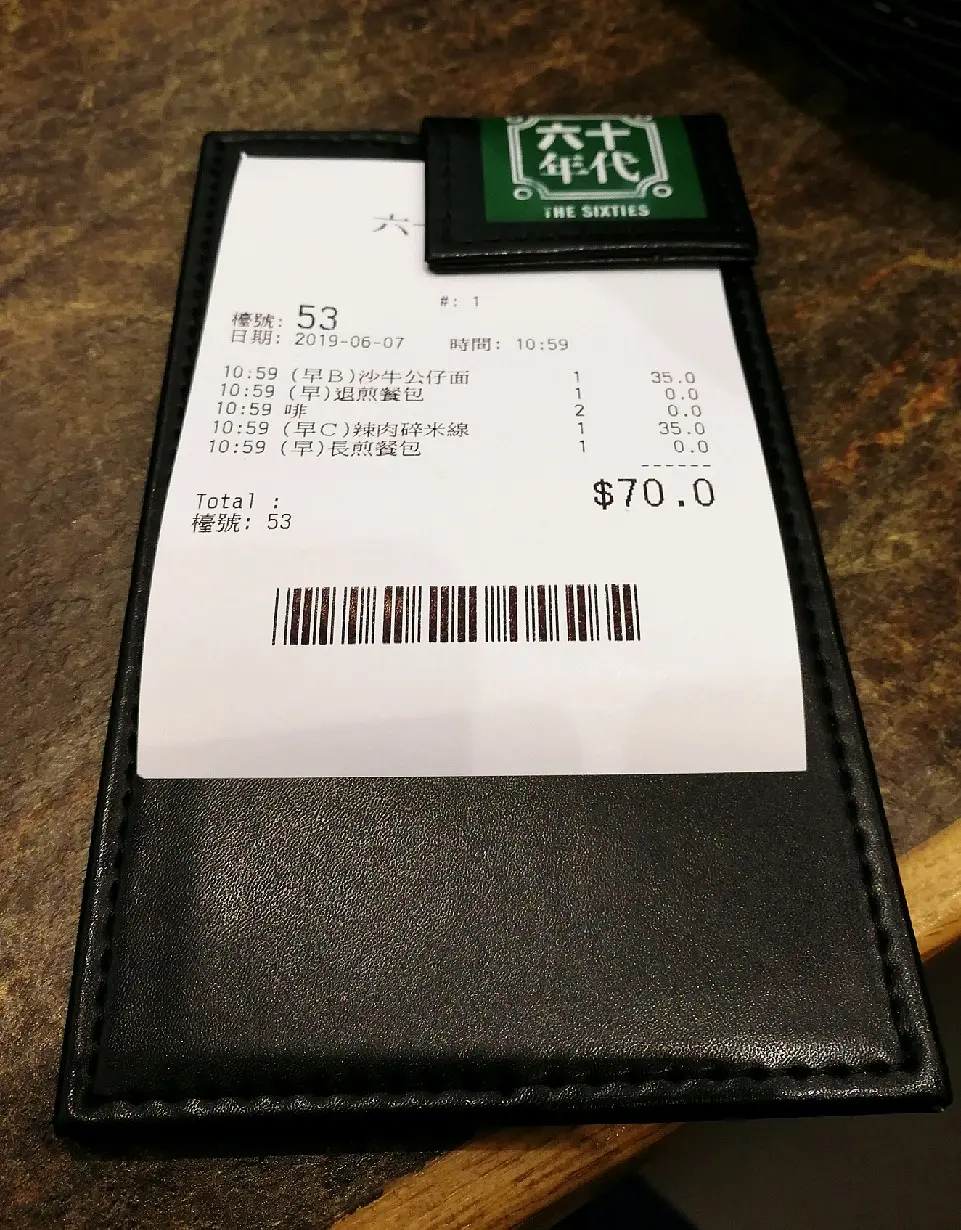 六十
年代
THE SIXTIES
六十
#: 1
檯號: 53
日期: 2019-06-07 時間: 10:59
10:59 (早B)沙牛公仔面 1 35.0
10:59 (早)退煎餐包 1 0.0
10:59 啡 2 0.0
10:59 (早C)辣肉碎米線 1 35.0
10:59 (早)長煎餐包 1 0.0
------
Total : $70.0
檯號: 53